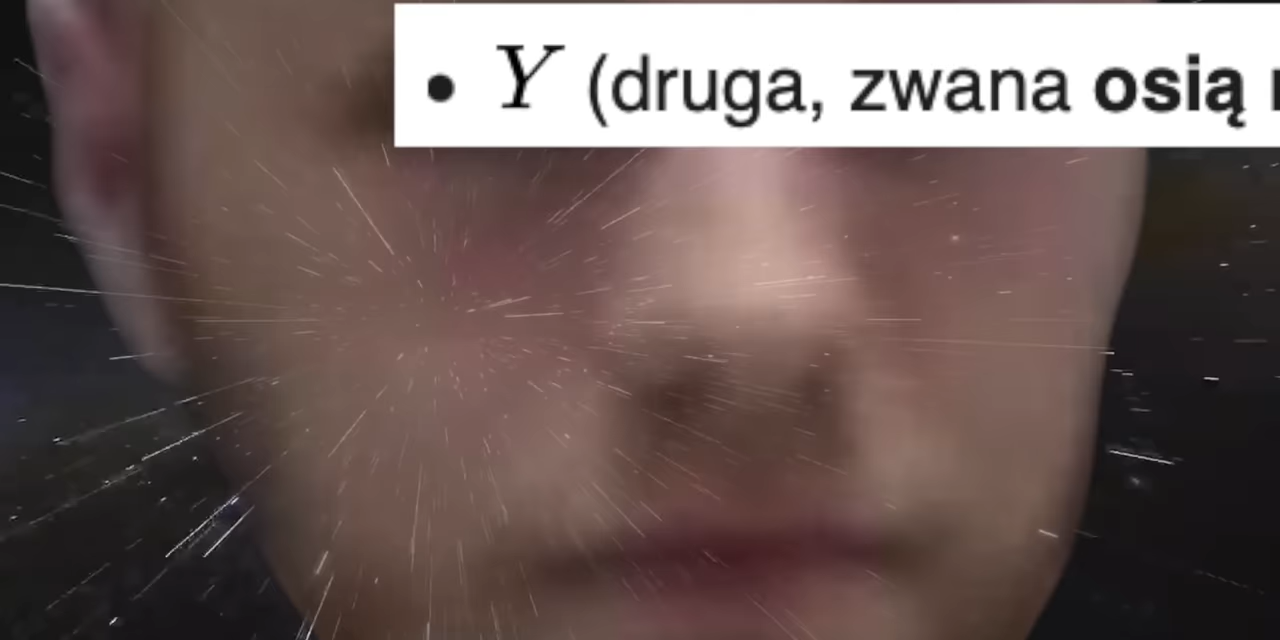 • Y (druga, zwana osią